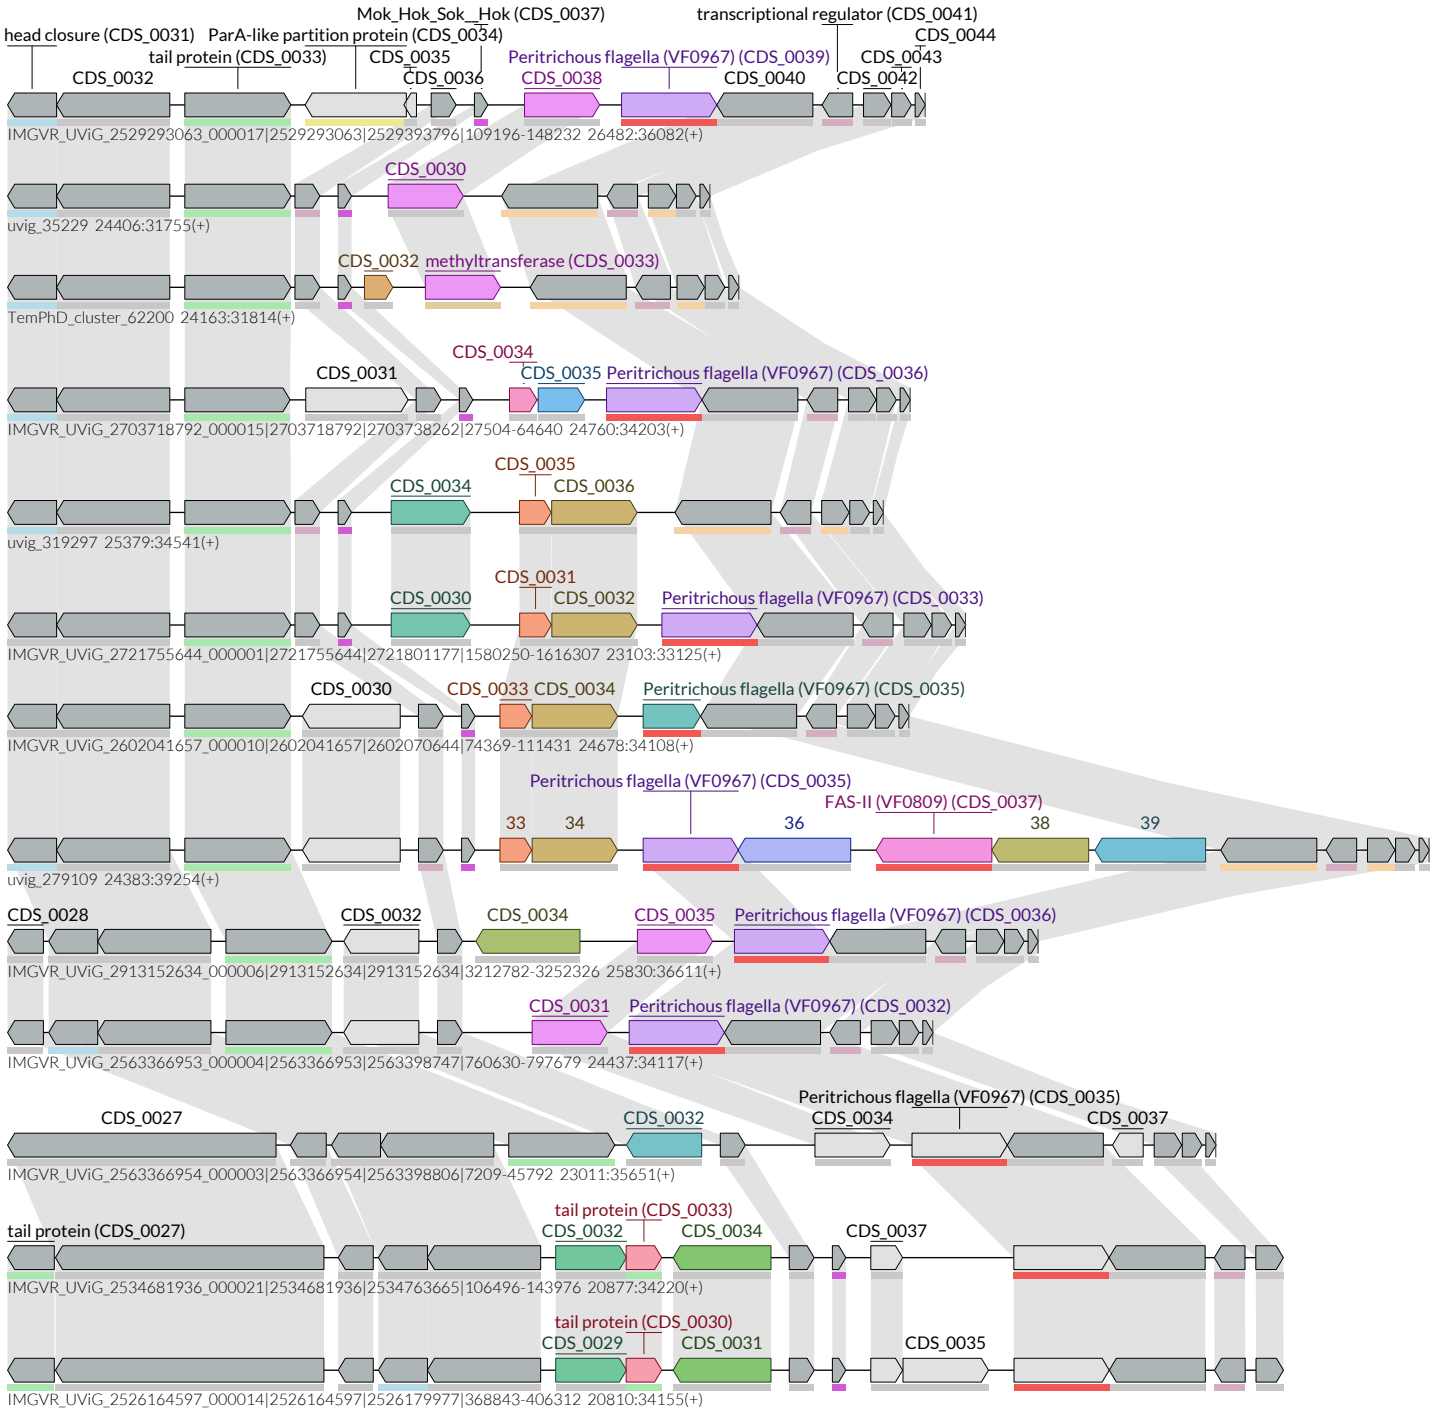 Mok_Hok_Sok__Hok (CDS_0037) transcriptional regulator (CDS_0041)
head closure (CDS_0031) ParA-like partition protein (CDS_0034) CDS_0044
tail protein (CDS_0033) CDS_0035 Peritrichous flagella (VF0967) (CDS_0039) CDS_0043
CDS_0032 CDS_0036 CDS_0038 CDS_0040 CDS_0042
IMGVR_UViG_2529293063_000017|2529293063|2529393796|109196-148232 26482:36082(+)
CDS_0030
uvig_35229 24406:31755(+)
CDS_0032 methyltransferase (CDS_0033)
TemPhD_cluster_62200 24163:31814(+)
CDS_0034
CDS_0031 CDS_0035 Peritrichous flagella (VF0967) (CDS_0036)
IMGVR_UViG_2703718792_000015|2703718792|2703738262|27504-64640 24760:34203(+)
CDS_0035
CDS_0034 CDS_0036
uvig_319297 25379:34541(+)
CDS_0031
CDS_0030 CDS_0032 Peritrichous flagella (VF0967) (CDS_0033)
IMGVR_UViG_2721755644_000001|2721755644|2721801177|1580250-1616307 23103:33125(+)
CDS_0030 CDS_0033 CDS_0034 Peritrichous flagella (VF0967) (CDS_0035)
IMGVR_UViG_2602041657_000010|2602041657|2602070644|74369-111431 24678:34108(+)
Peritrichous flagella (VF0967) (CDS_0035)
FAS-II (VF0809) (CDS_0037)
33 34 36 38 39
uvig_279109 24383:39254(+)
CDS_0028 CDS_0032 CDS_0034 CDS_0035 Peritrichous flagella (VF0967) (CDS_0036)
IMGVR_UViG_2913152634_000006|2913152634|2913152634|3212782-3252326 25830:36611(+)
CDS_0031 Peritrichous flagella (VF0967) (CDS_0032)
IMGVR_UViG_2563366953_000004|2563366953|2563398747|760630-797679 24437:34117(+)
Peritrichous flagella (VF0967) (CDS_0035)
CDS_0027 CDS_0032 CDS_0034 CDS_0037
IMGVR_UViG_2563366954_000003|2563366954|2563398806|7209-45792 23011:35651(+)
tail protein (CDS_0033)
tail protein (CDS_0027) CDS_0032 CDS_0034 CDS_0037
IMGVR_UViG_2534681936_000021|2534681936|2534763665|106496-143976 20877:34220(+)
tail protein (CDS_0030)
CDS_0029 CDS_0031 CDS_0035
IMGVR_UViG_2526164597_000014|2526164597|2526179977|368843-406312 20810:34155(+)